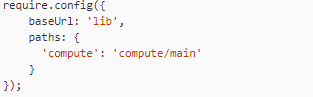 require.config({
    baseUrl: 'lib',
    paths: {
      'compute': 'compute/main'
    }
});